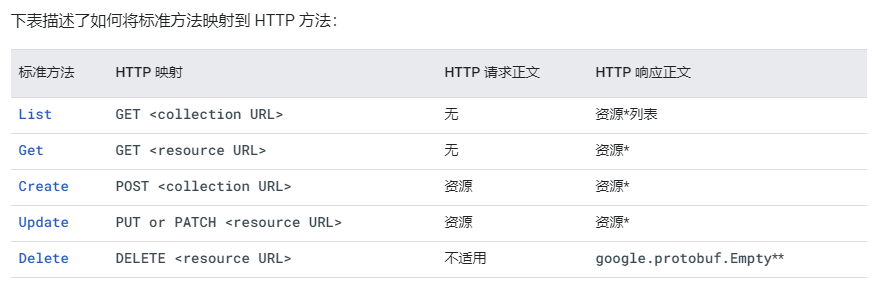 下表描述了如何将标准方法映射到 HTTP 方法：
标准方法 HTTP 映射 HTTP 请求正文 HTTP 响应正文
List GET <collection URL> 无 资源*列表
Get GET <resource URL> 无 资源*
Create POST <collection URL> 资源 资源*
Update PUT or PATCH <resource URL> 资源 资源*
Delete DELETE <resource URL> 不适用 google.protobuf.Empty**